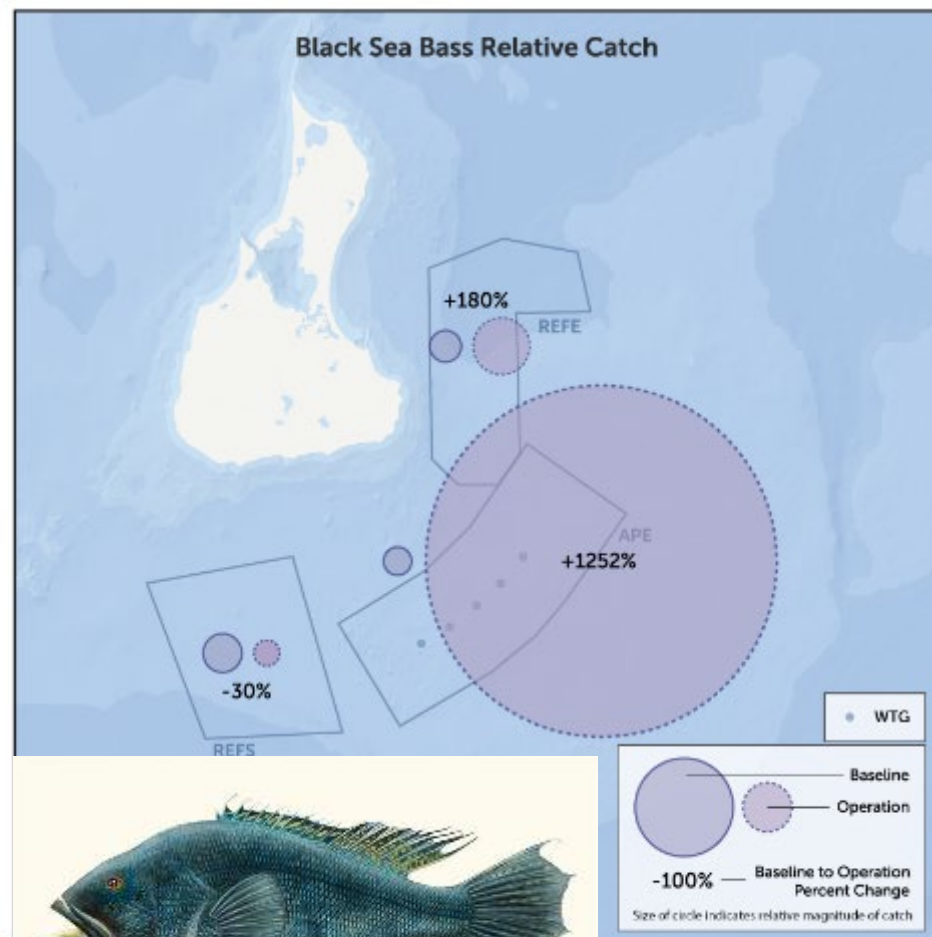 Black Sea Bass Relative Catch
+180%
REFE
APE
+1252%
-30%
REFS
WTG
Baseline
Operation
-100%
Baseline to Operation
Percent Change
Size of circle indicates relative magnitude of catch